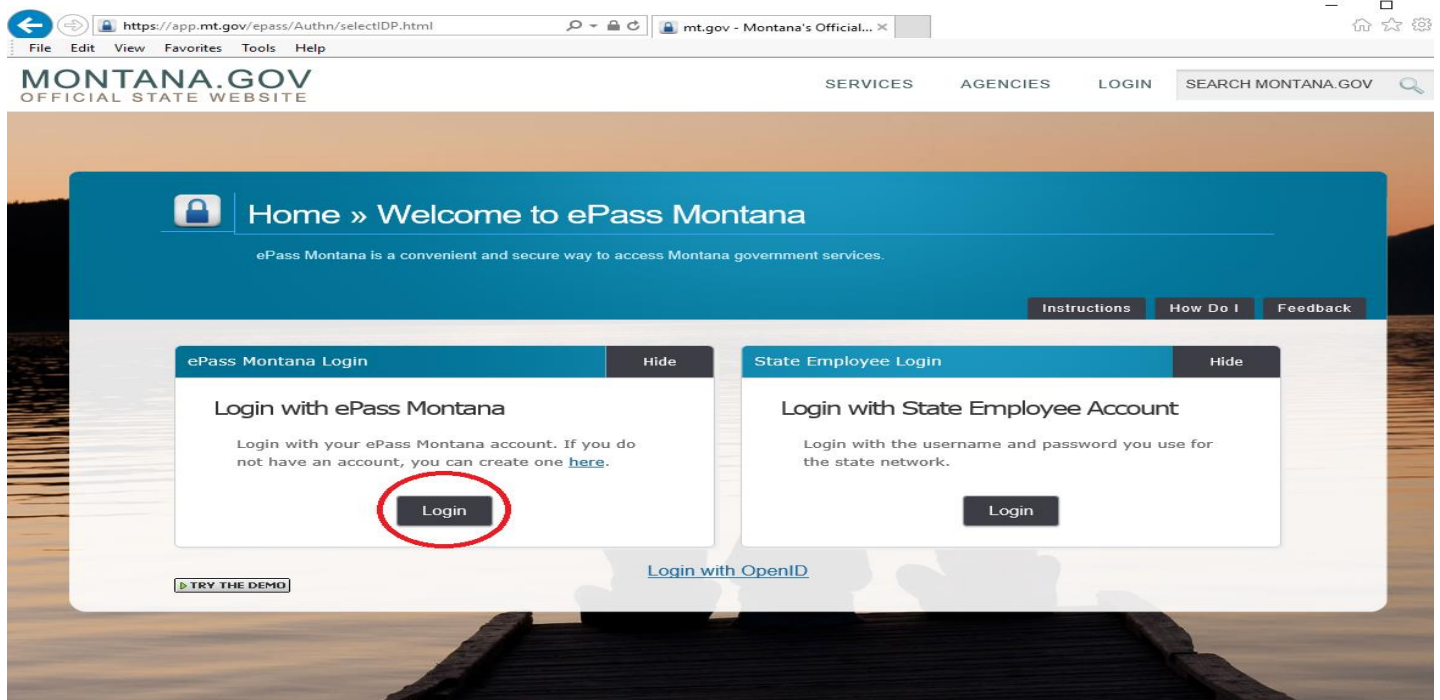 https://app.mt.gov/epass/Authn/selectIDP.html
mt.gov - Montana's Official...
File Edit View Favorites Tools Help
MONTANA.GOV
OFFICIAL STATE WEBSITE
SERVICES AGENCIES LOGIN SEARCH MONTANA.GOV
Home » Welcome to ePass Montana
ePass Montana is a convenient and secure way to access Montana government services.
Instructions How Do I Feedback
ePass Montana Login Hide
Login with ePass Montana
Login with your ePass Montana account. If you do
not have an account, you can create one here.
Login
State Employee Login Hide
Login with State Employee Account
Login with the username and password you use for
the state network.
Login
Login with OpenID
TRY THE DEMO